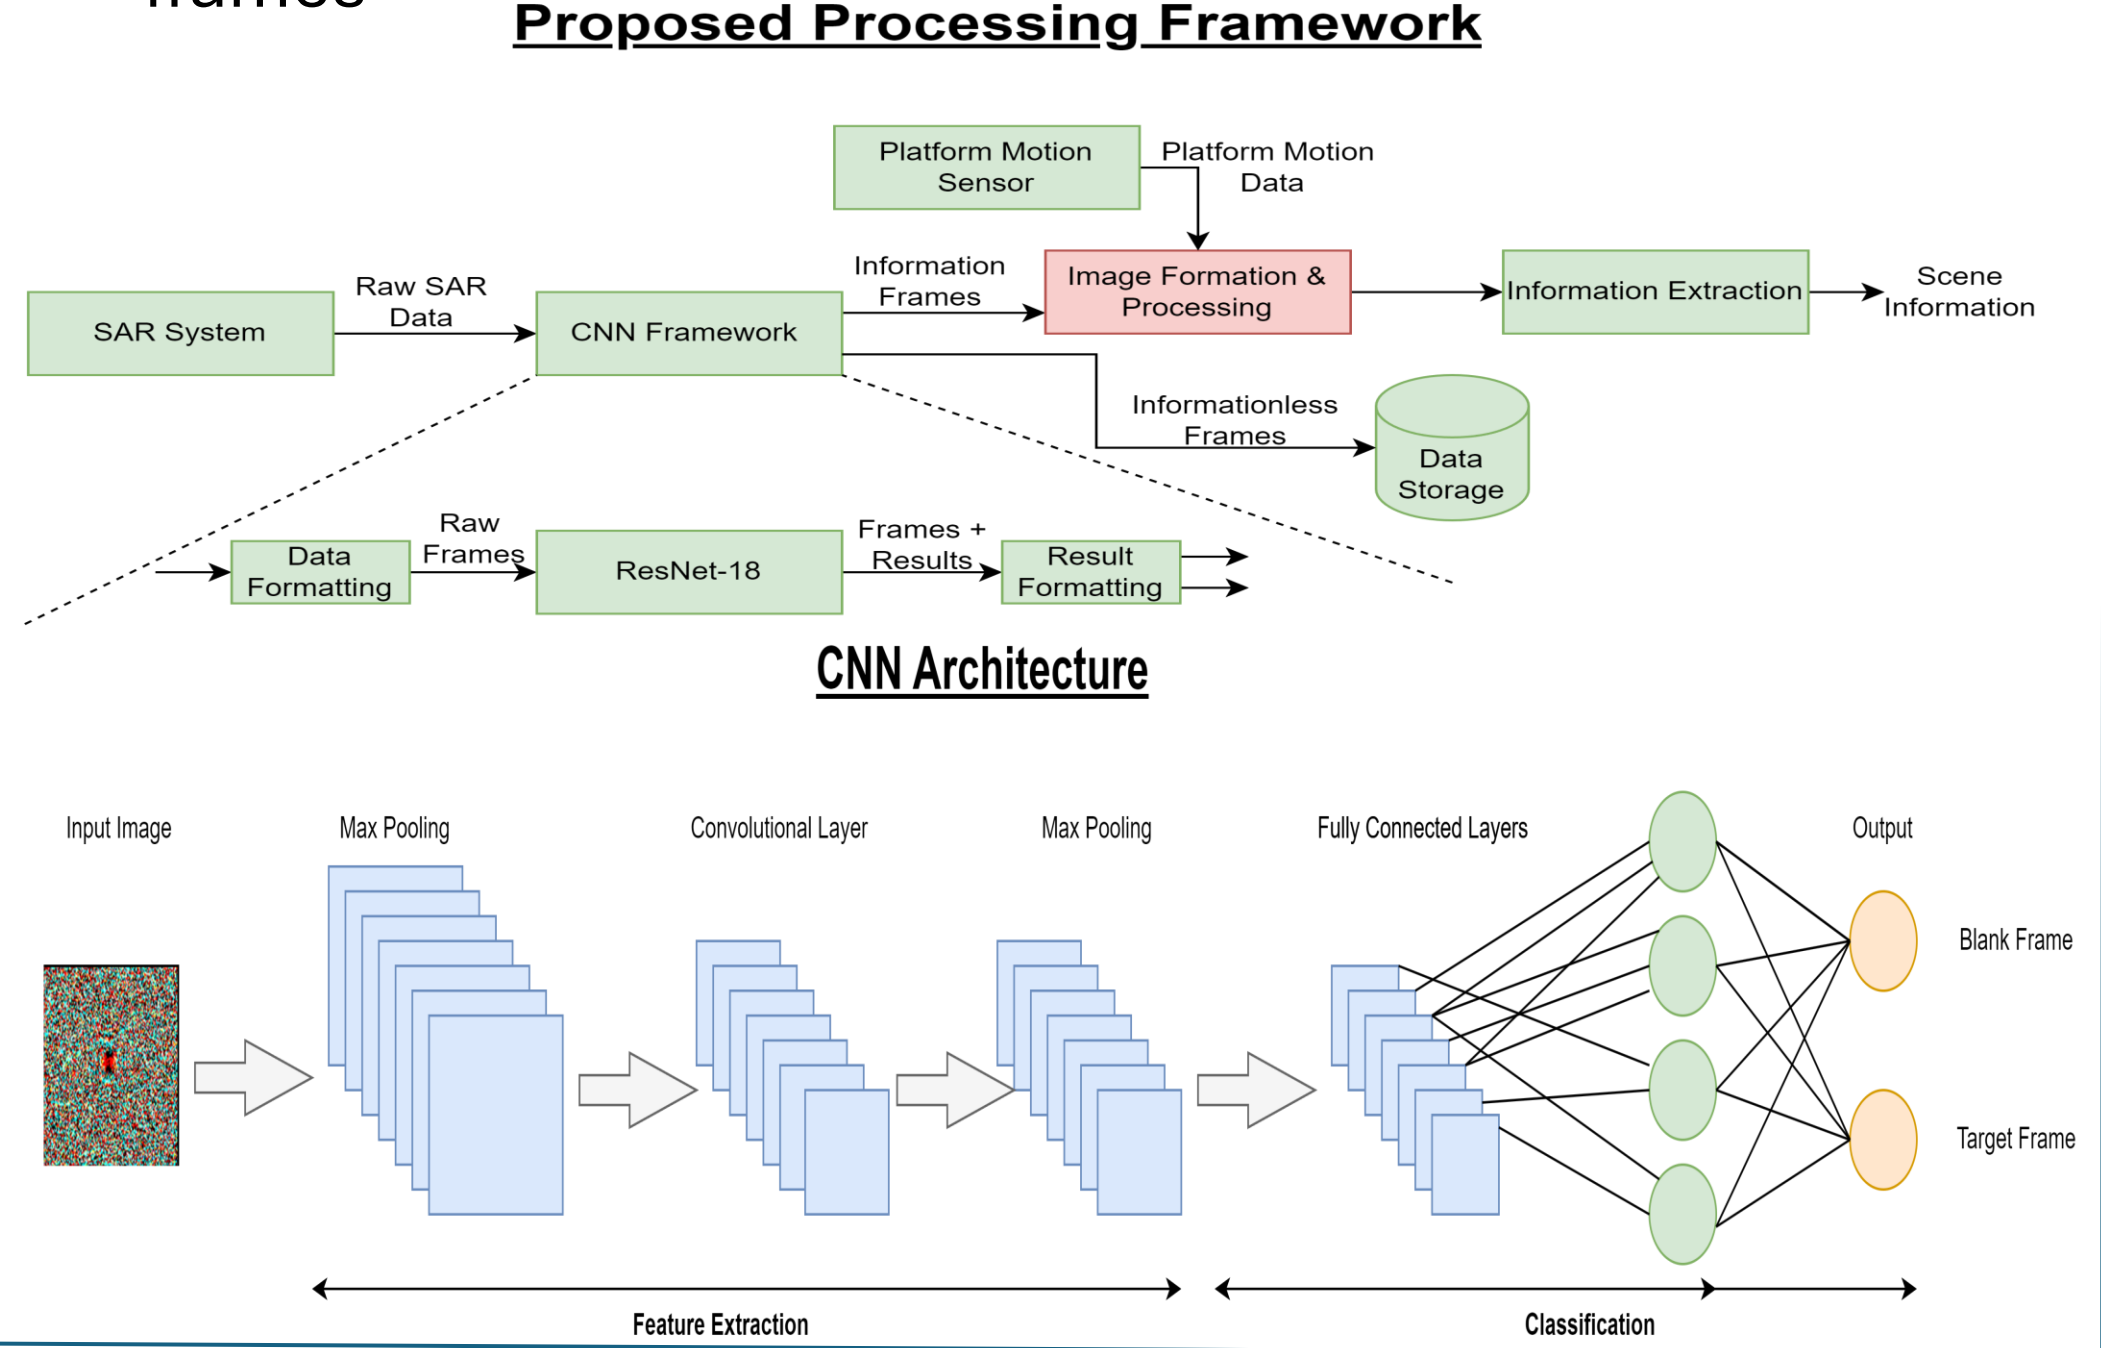 frames
Proposed Processing Framework
Platform Motion
Sensor
Platform Motion
Data
SAR System
Raw SAR
Data
CNN Framework
Information
Frames
Image Formation &
Processing
Information Extraction
Scene
Information
Informationless
Frames
Data
Storage
Data
Formatting
Raw
Frames
ResNet-18
Frames +
Results
Result
Formatting
CNN Architecture
Input Image
Max Pooling
Convolutional Layer
Max Pooling
Fully Connected Layers
Output
Blank Frame
Target Frame
Feature Extraction
Classification